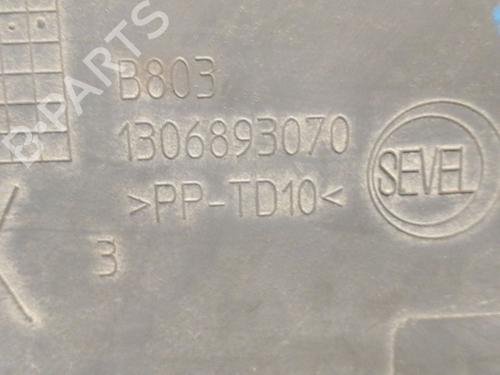 B803
1306893070
>PP-TD10<
SEVEL
3
B-PARTS